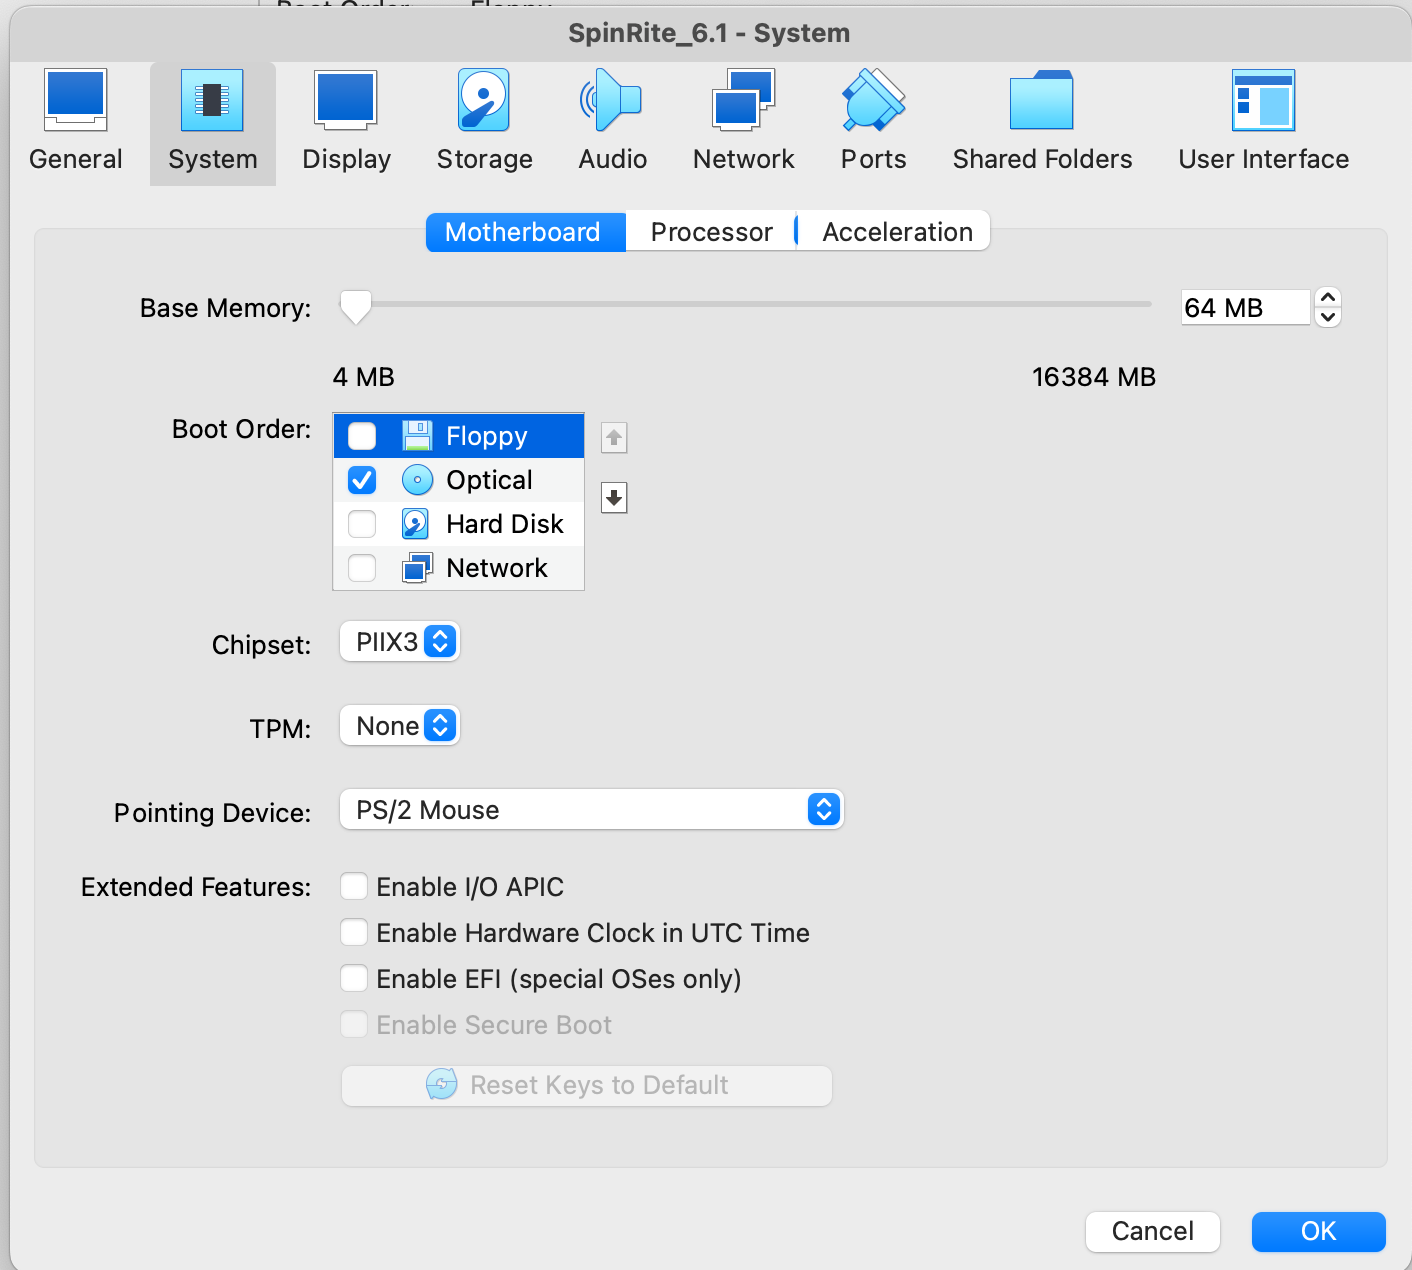 Boot Order Floppy
SpinRite_6.1 - System
General System Display Storage Audio Network Ports Shared Folders User Interface
Motherboard Processor Acceleration
Base Memory: 64 MB
4 MB 16384 MB
Boot Order: Floppy
Optical
Hard Disk
Network
Chipset: PIIX3
TPM: None
Pointing Device: PS/2 Mouse
Extended Features: Enable I/O APIC
Enable Hardware Clock in UTC Time
Enable EFI (special OSes only)
Enable Secure Boot
Reset Keys to Default
Cancel OK